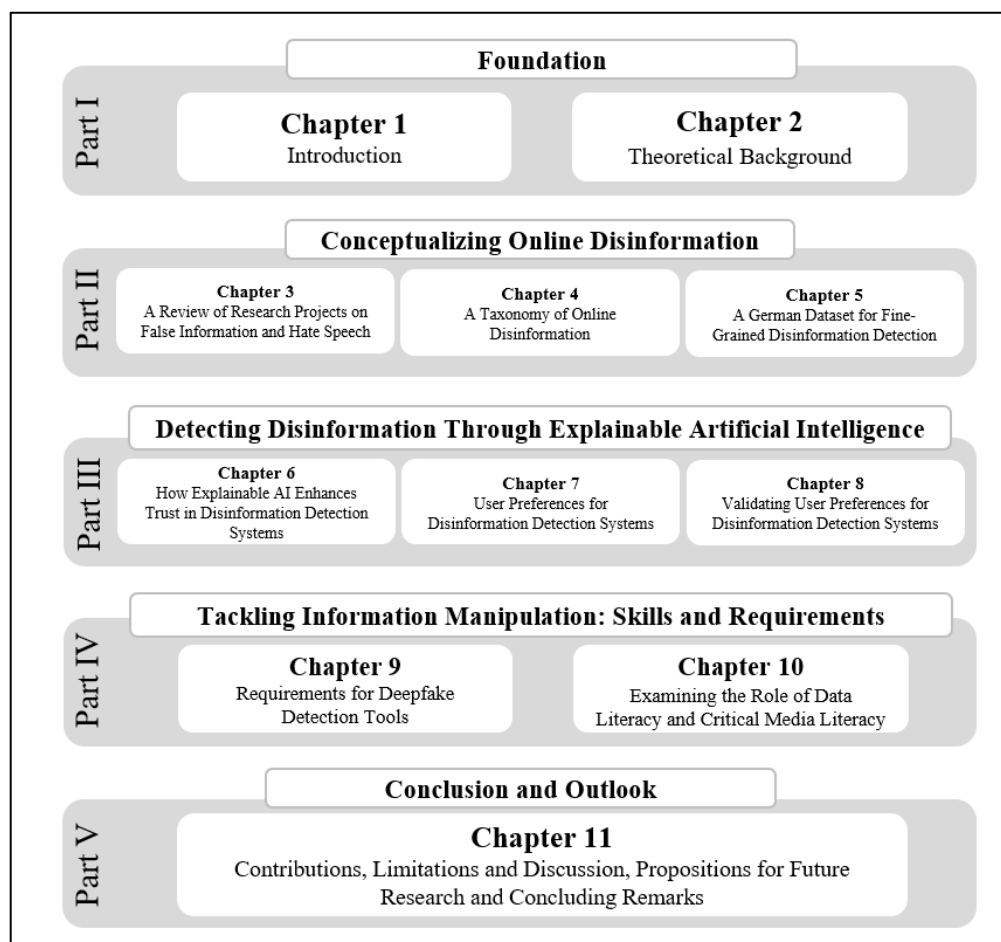 Foundation
Part I
Chapter 1
Introduction
Chapter 2
Theoretical Background
Conceptualizing Online Disinformation
Part II
Chapter 3
A Review of Research Projects on
False Information and Hate Speech
Chapter 4
A Taxonomy of Online
Disinformation
Chapter 5
A German Dataset for Fine-
Grained Disinformation Detection
Detecting Disinformation Through Explainable Artificial Intelligence
Part III
Chapter 6
How Explainable AI Enhances
Trust in Disinformation Detection
Systems
Chapter 7
User Preferences for
Disinformation Detection Systems
Chapter 8
Validating User Preferences for
Disinformation Detection Systems
Tackling Information Manipulation: Skills and Requirements
Part IV
Chapter 9
Requirements for Deepfake
Detection Tools
Chapter 10
Examining the Role of Data
Literacy and Critical Media Literacy
Conclusion and Outlook
Part V
Chapter 11
Contributions, Limitations and Discussion, Propositions for Future
Research and Concluding Remarks